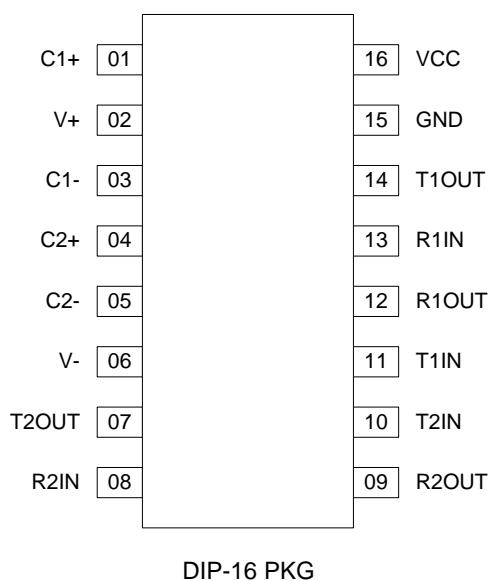 C1+ 01 16 VCC
V+ 02 15 GND
C1- 03 14 T1OUT
C2+ 04 13 R1IN
C2- 05 12 R1OUT
V- 06 11 T1IN
T2OUT 07 10 T2IN
R2IN 08 09 R2OUT
DIP-16 PKG